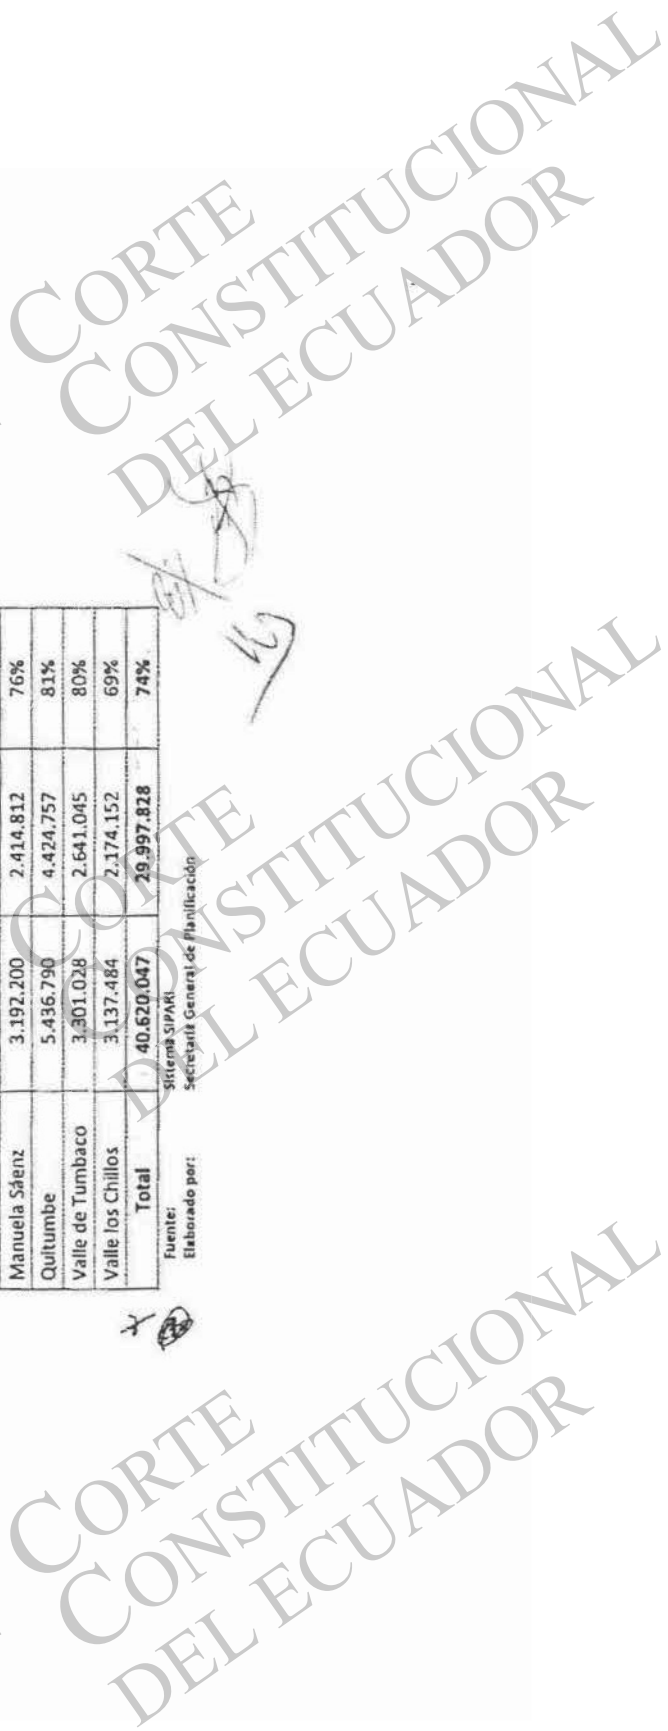 Manuela Sáenz 3.192.200 2.414.812 76%
Quitumbe 5.436.790 4.424.757 81%
Valle de Tumbaco 3.301.028 2.641.045 80%
Valle los Chillos 3.137.484 2.174.152 69%
Total 40.620.047 29.997.828 74%
Fuente: Sistema SIPARI
Elaborado por: Secretaría General de Planificación
CORTE
CONSTITUCIONAL
DEL ECUADOR
CORTE
CONSTITUCIONAL
DEL ECUADOR
CORTE
CONSTITUCIONAL
DEL ECUADOR